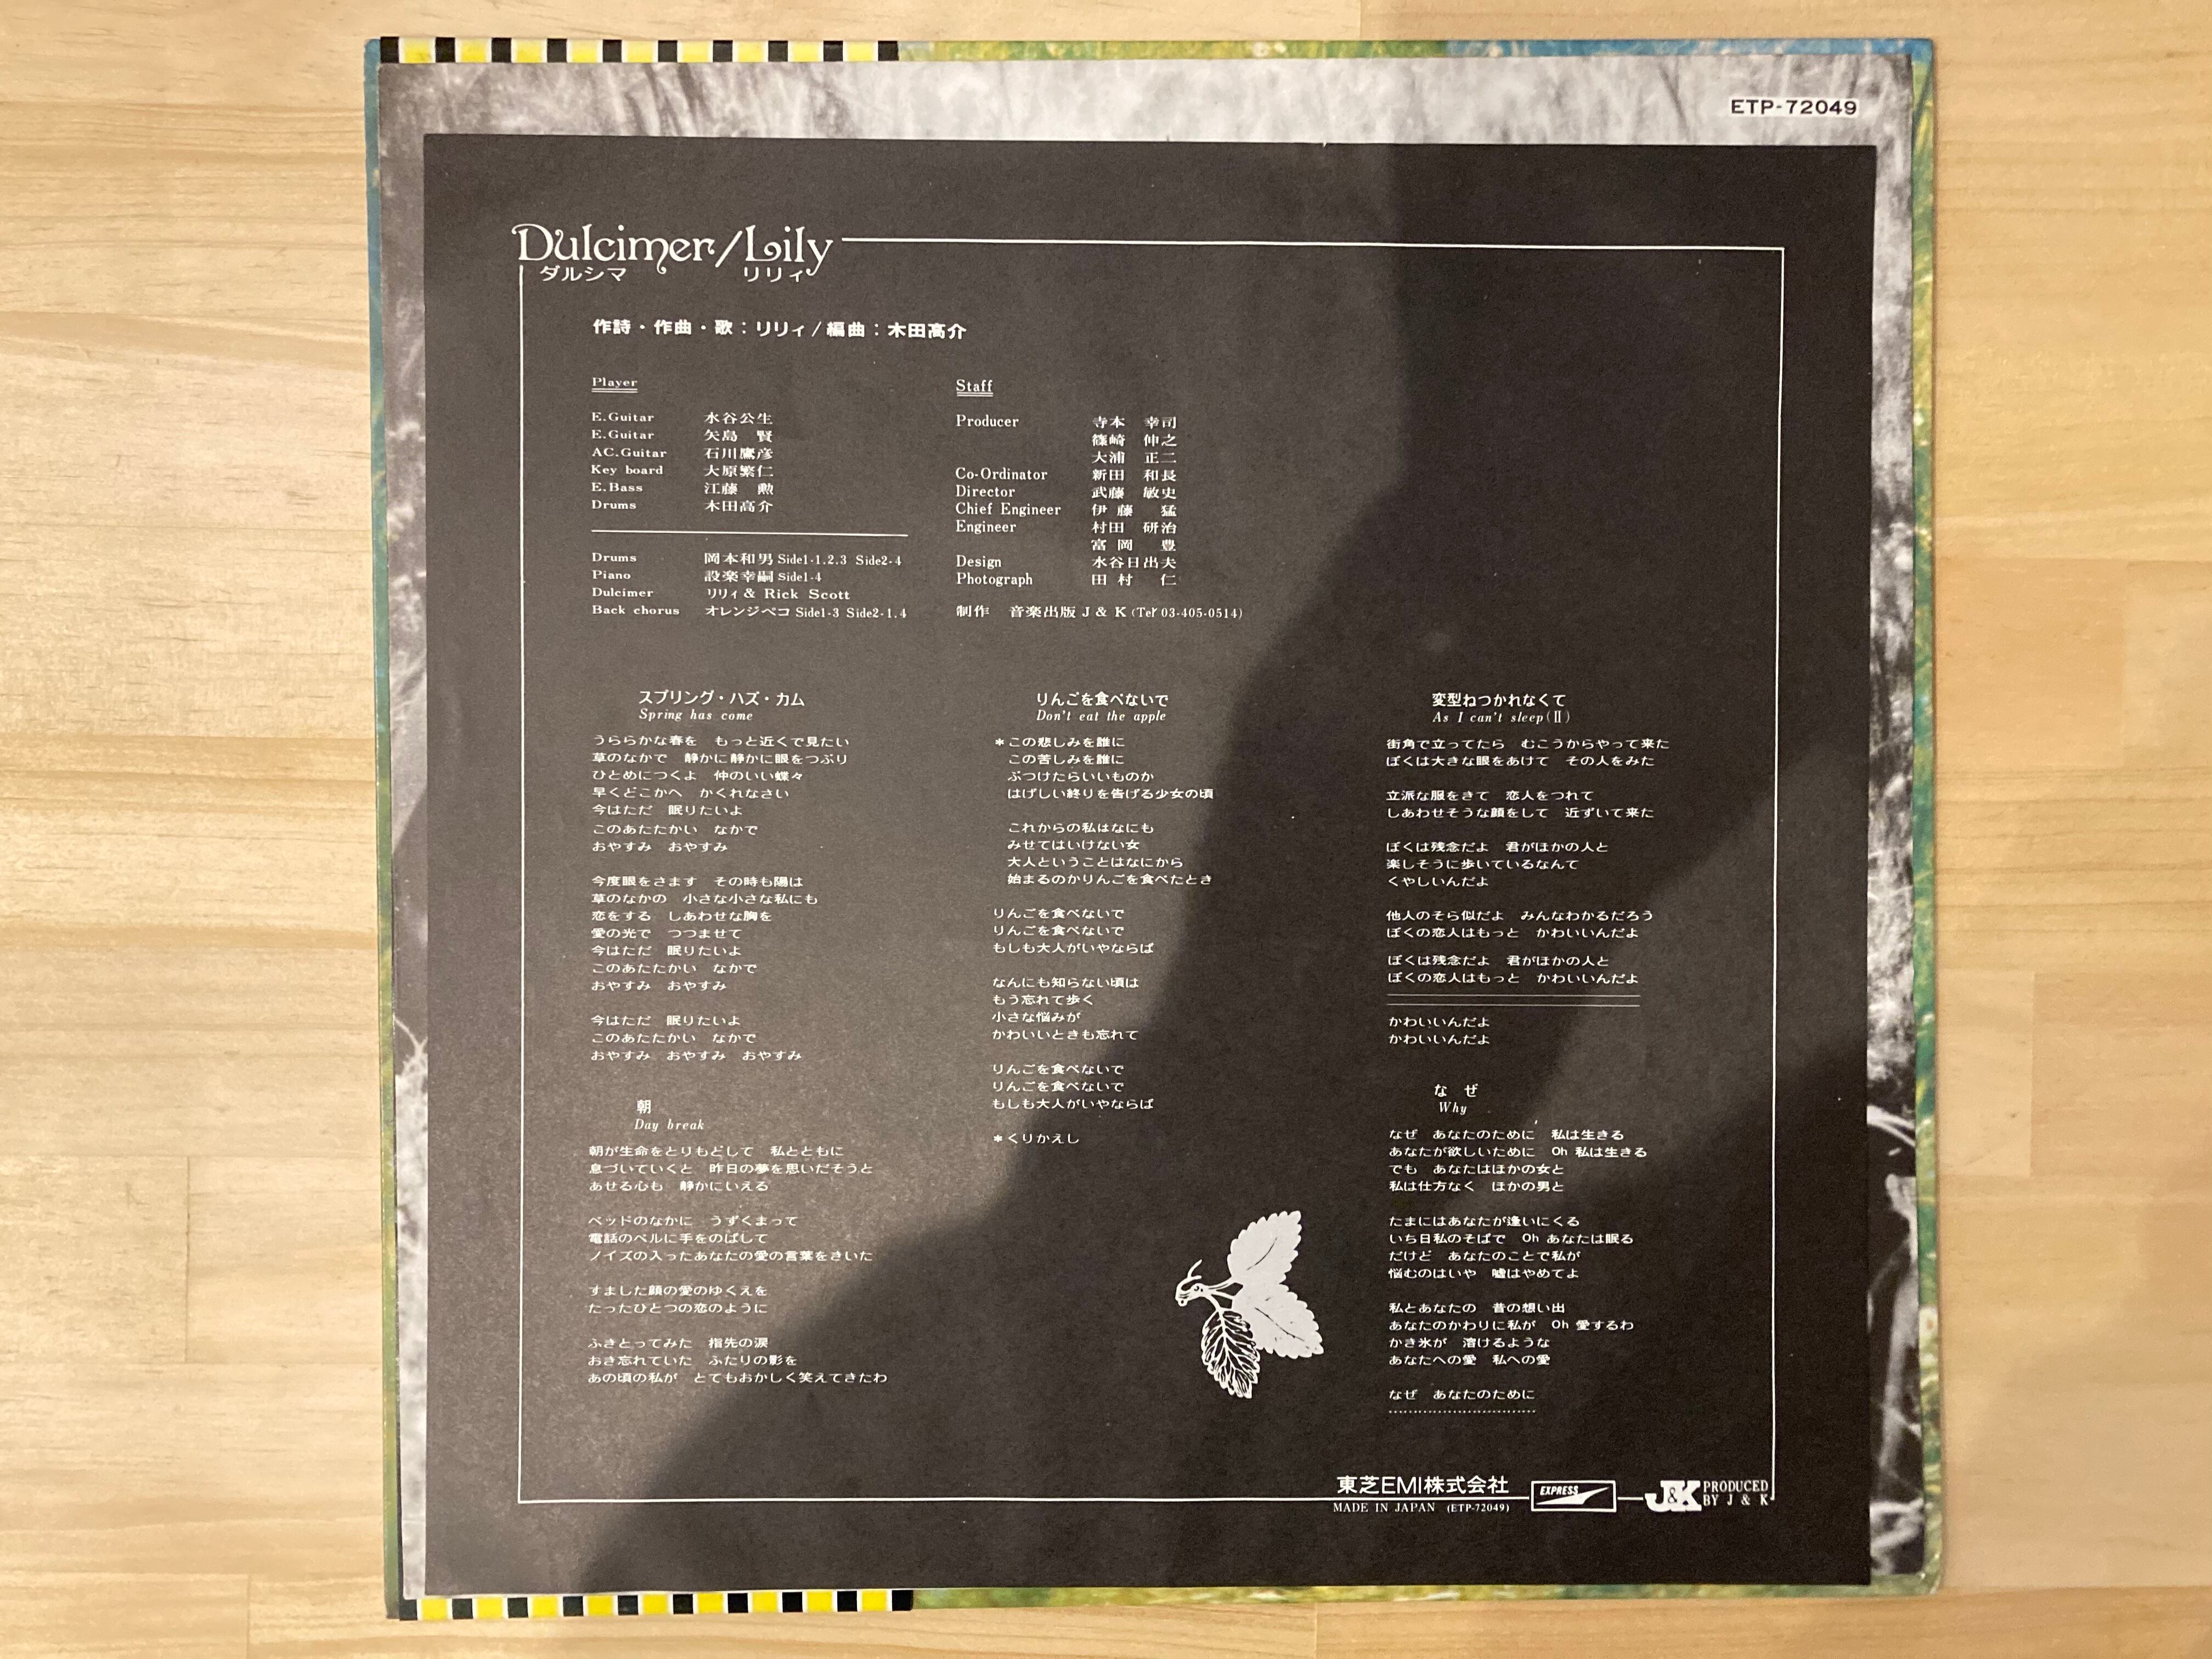 ETP-72049
Dulcimer/Lily
ダルシマ リリィ
作詩・作曲・歌：リリィ/編曲：木田高介
Player
E.Guitar 水谷公生
E.Guitar 矢島 賢
AC.Guitar 石川鷹彦
Key board 大原繁仁
E.Bass 江藤 勲
Drums 木田高介
Drums 岡本和男 Side1-1.2.3 Side2-4
Piano 設楽幸嗣 Side1-4
Dulcimer リリィ & Rick Scott
Back chorus オレンジペコ Side1-3 Side2-1.4
Staff
Producer 寺本 幸司
篠崎 伸之
大浦 正二
Co-Ordinator 新田 和長
Director 武藤 敏史
Chief Engineer 伊藤 猛
Engineer 村田 研治
富岡 豊
Design 水谷日出夫
Photograph 田村 仁
制作 音楽出版 J & K (Tel 03-405-0514)
スプリング・ハズ・カム
Spring has come
うららかな春を もっと近くで見たい
草のなかで 静かに静かに眼をつぶり
ひとめにつくよ 仲のいい蝶々
早くどこかへ かくれなさい
今はただ 眠りたいよ
このあたたかい なかで
おやすみ おやすみ
今度眼をさます その時も陽は
草のなかの 小さな小さな私にも
恋をする しあわせな胸を
愛の光で つつませて
今はただ 眠りたいよ
このあたたかい なかで
おやすみ おやすみ
今はただ 眠りたいよ
このあたたかい なかで
おやすみ おやすみ おやすみ
朝
Day break
朝が生命をとりもどして 私とともに
息づいていくと 昨日の夢を思いだそうと
あせる心も 静かにいえる
ベッドのなかに うずくまって
電話のベルに手をのばして
ノイズの入ったあなたの愛の言葉をきいた
すました顔の愛のゆくえを
たったひとつの恋のように
ふきとってみた 指先の涙
おき忘れていた ふたりの影を
あの頃の私が とてもおかしく笑えてきたわ
りんごを食べないで
Don't eat the apple
＊この悲しみを誰に
この苦しみを誰に
ぶつけたらいいものか
はげしい終りを告げる少女の頃
これからの私はなにも
みせてはいけない女
大人ということはなにから
始まるのかりんごを食べたとき
りんごを食べないで
りんごを食べないで
もしも大人がいやならば
なんにも知らない頃は
もう忘れて歩く
小さな悩みが
かわいいときも忘れて
りんごを食べないで
りんごを食べないで
もしも大人がいやならば
＊くりかえし
変型ねつかれなくて
As I can't sleep(Ⅱ)
街角で立ってたら むこうからやって来た
ぼくは大きな眼をあけて その人をみた
立派な服をきて 恋人をつれて
しあわせそうな顔をして 近ずいて来た
ぼくは残念だよ 君がほかの人と
楽しそうに歩いているなんて
くやしいんだよ
他人のそら似だよ みんなわかるだろう
ぼくの恋人はもっと かわいいんだよ
ぼくは残念だよ 君がほかの人と
ぼくの恋人はもっと かわいいんだよ
かわいいんだよ
かわいいんだよ
なぜ
Why
なぜ あなたのために 私は生きる
あなたが欲しいために Oh 私は生きる
でも あなたはほかの女と
私は仕方なく ほかの男と
たまにはあなたが逢いにくる
いち日私のそばで Oh あなたは眠る
だけど あなたのことで私が
悩むのはいや 嘘はやめてよ
私とあなたの 昔の想い出
あなたのかわりに私が Oh 愛するわ
かき氷が 溶けるような
あなたへの愛 私への愛
なぜ あなたのために
..............................
東芝EMI株式会社
MADE IN JAPAN (ETP-72049)
EXPRESS
J&K PRODUCED
BY J & K